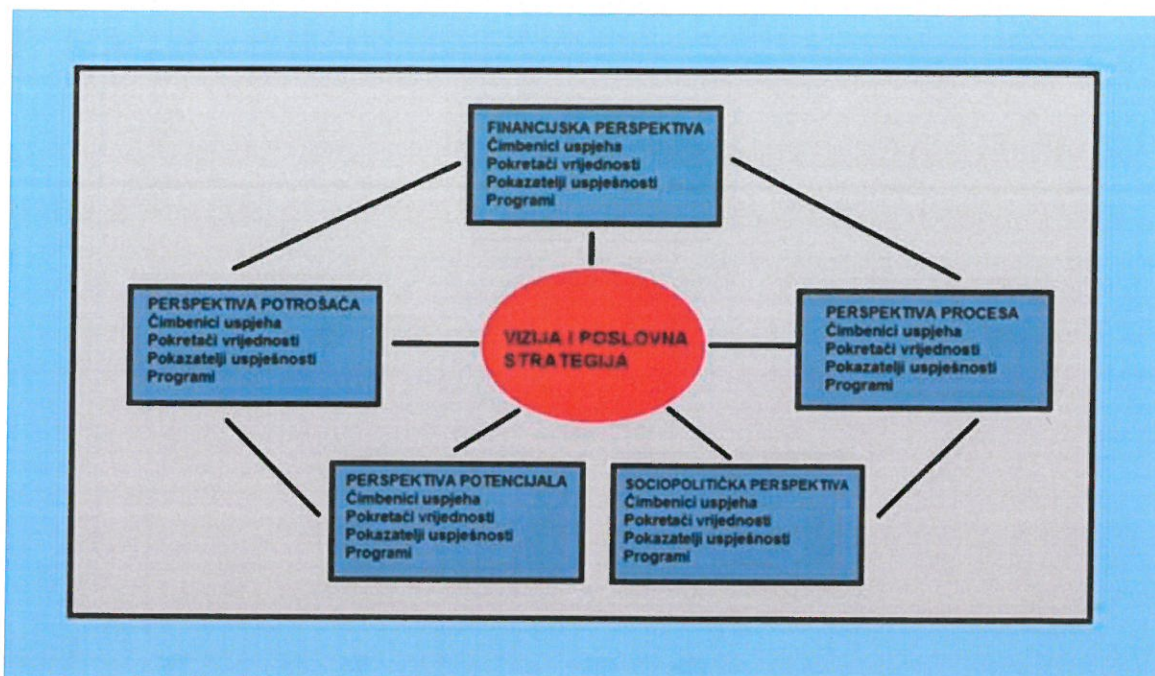 FINANCIJSKA PERSPEKTIVA
Čimbenici uspjeha
Pokretači vrijednosti
Pokazatelji uspješnosti
Programi
PERSPEKTIVA POTROŠAČA
Čimbenici uspjeha
Pokretači vrijednosti
Pokazatelji uspješnosti
Programi
VIZIJA I POSLOVNA
STRATEGIJA
PERSPEKTIVA PROCESA
Čimbenici uspjeha
Pokretači vrijednosti
Pokazatelji uspješnosti
Programi
PERSPEKTIVA POTENCIJALA
Čimbenici uspjeha
Pokretači vrijednosti
Pokazatelji uspješnosti
Programi
SOCIOPOLITIČKA PERSPEKTIVA
Čimbenici uspjeha
Pokretači vrijednosti
Pokazatelji uspješnosti
Programi